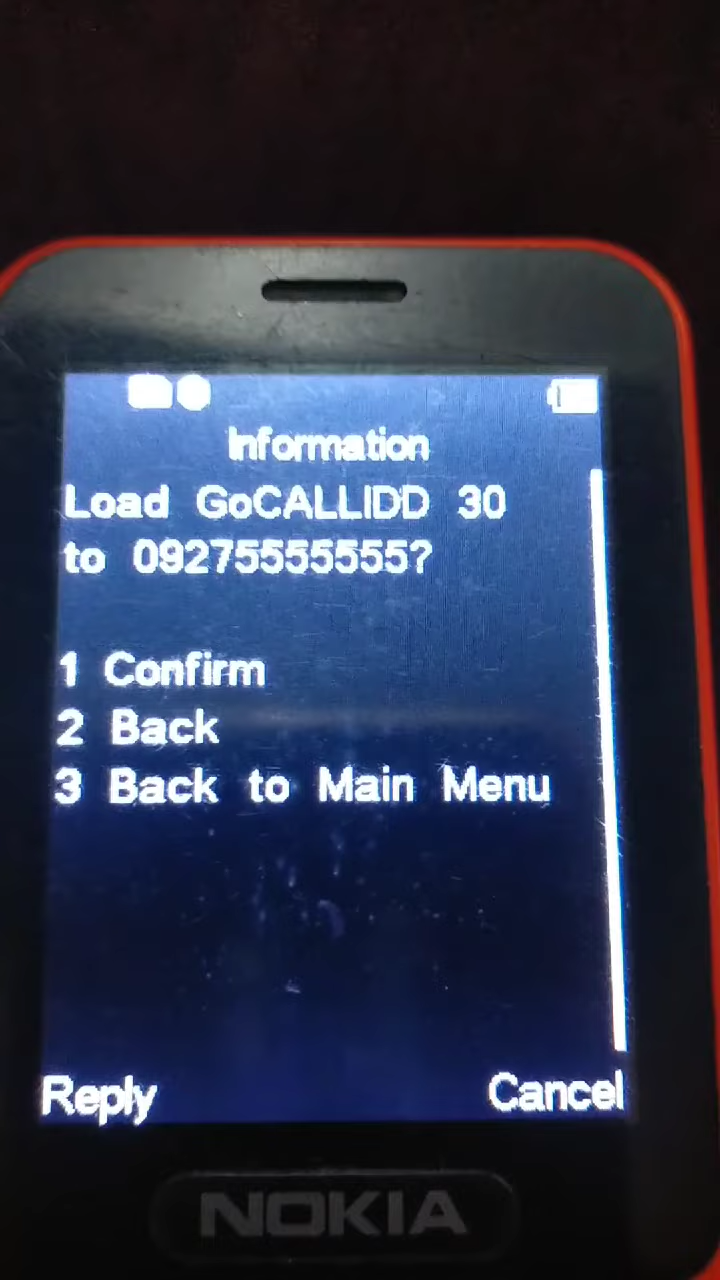 Information
Load GoCALLIDD 30
to 09275555555?
1 Confirm
2 Back
3 Back to Main Menu
Reply Cancel
NOKIA